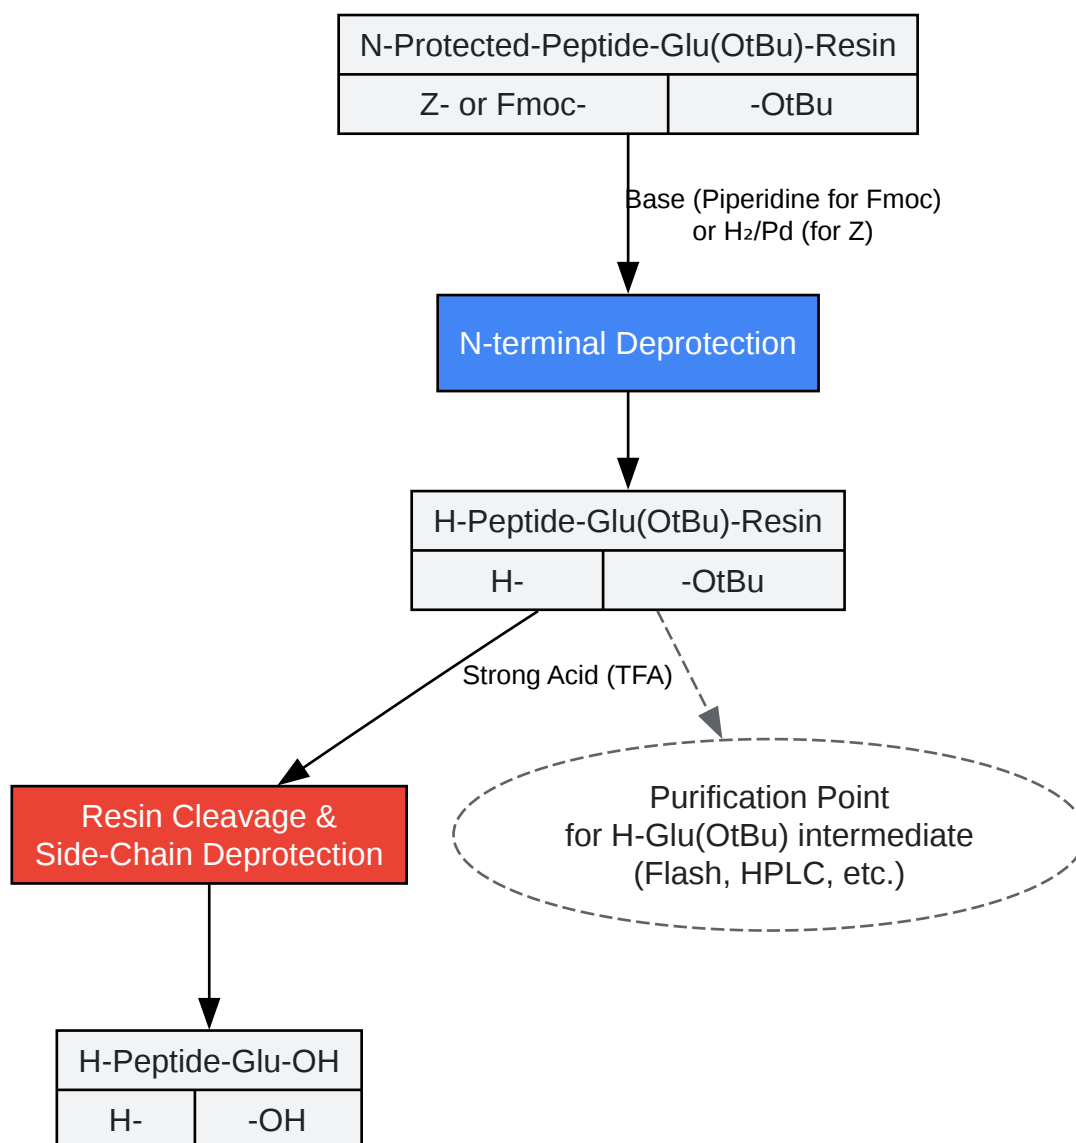 N-Protected-Peptide-Glu(OtBu)-Resin
Z- or Fmoc-
-OtBu
Base (Piperidine for Fmoc)
or H₂/Pd (for Z)
N-terminal Deprotection
H-Peptide-Glu(OtBu)-Resin
H-
-OtBu
Strong Acid (TFA)
Purification Point
for H-Glu(OtBu) intermediate
(Flash, HPLC, etc.)
Resin Cleavage &
Side-Chain Deprotection
H-Peptide-Glu-OH
H-
-OH